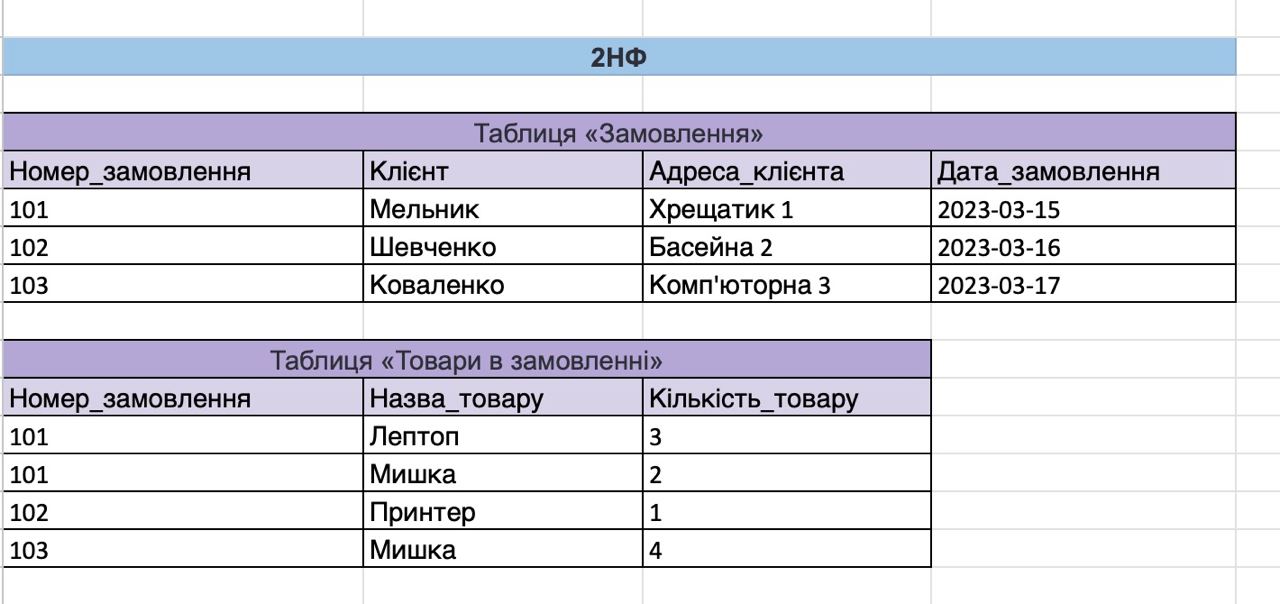 2НФ
Таблиця «Замовлення»
Номер_замовлення Клієнт Адреса_клієнта Дата_замовлення
101 Мельник Хрещатик 1 2023-03-15
102 Шевченко Басейна 2 2023-03-16
103 Коваленко Комп'юторна 3 2023-03-17
Таблиця «Товари в замовленні»
Номер_замовлення Назва_товару Кількість_товару
101 Лептоп 3
101 Мишка 2
102 Принтер 1
103 Мишка 4